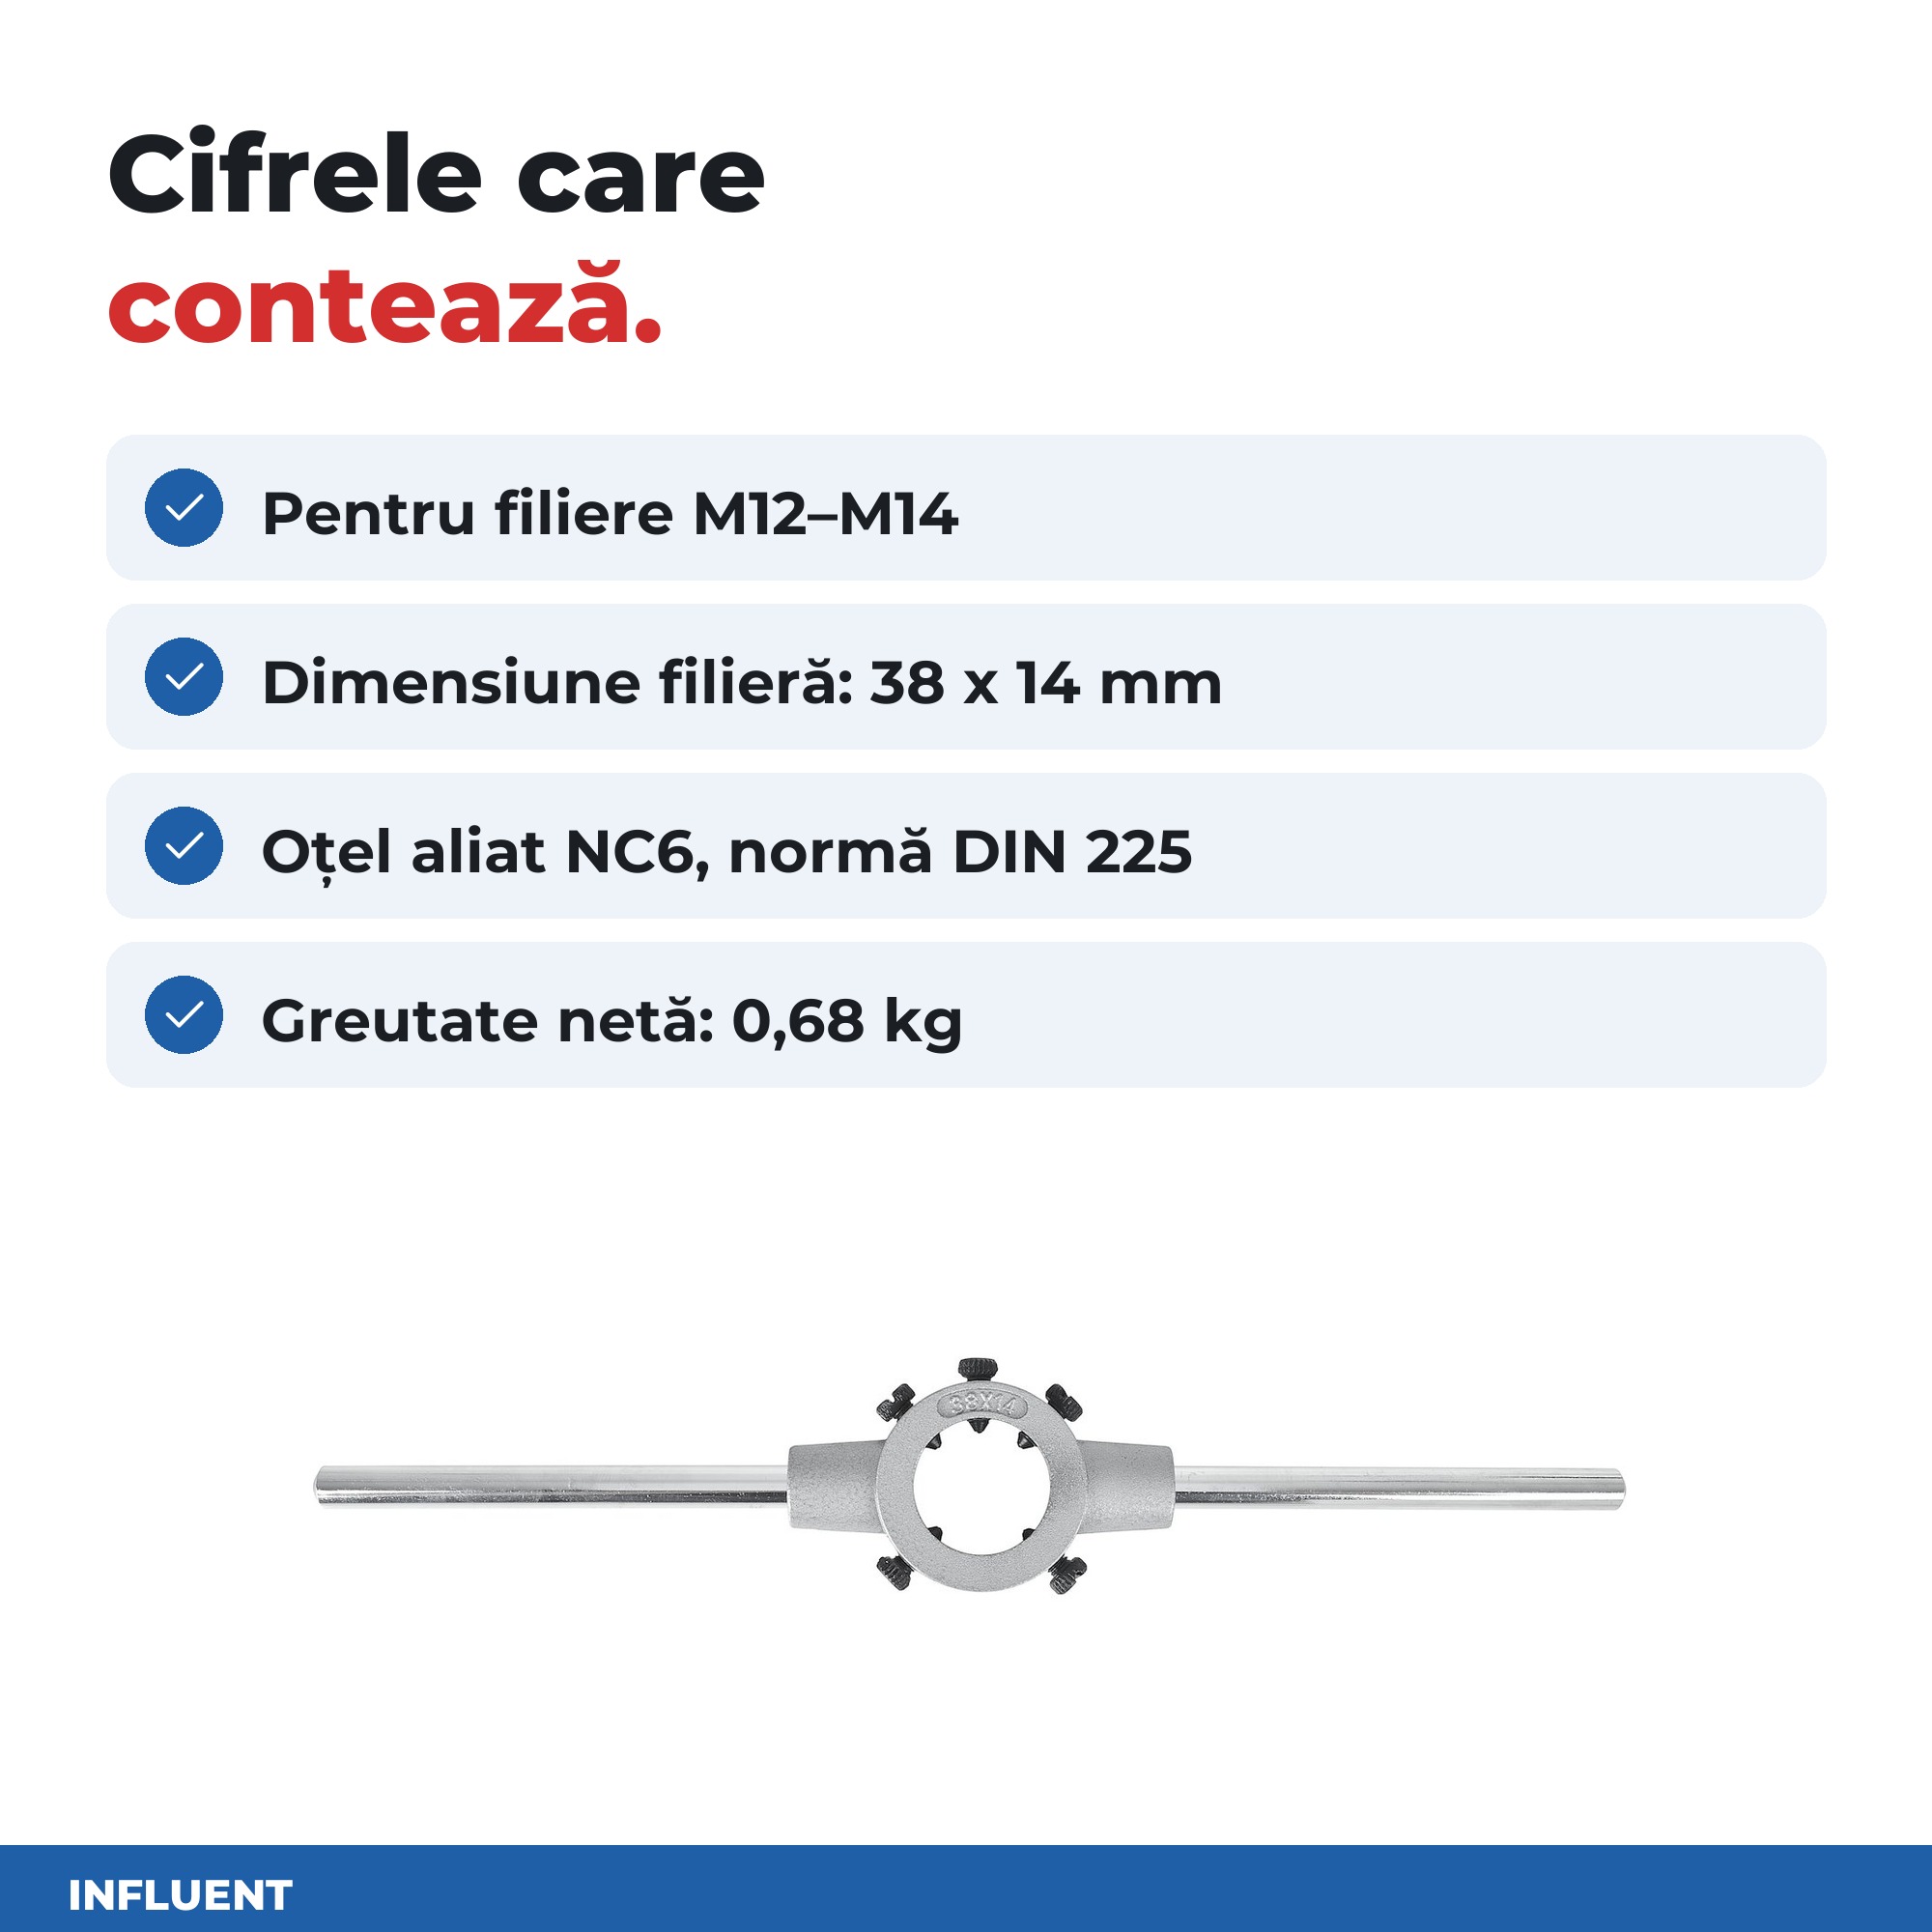 Cifrele care
contează.
Pentru filiere M12–M14
Dimensiune filieră: 38 x 14 mm
Oțel aliat NC6, normă DIN 225
Greutate netă: 0,68 kg
38X14
INFLUENT